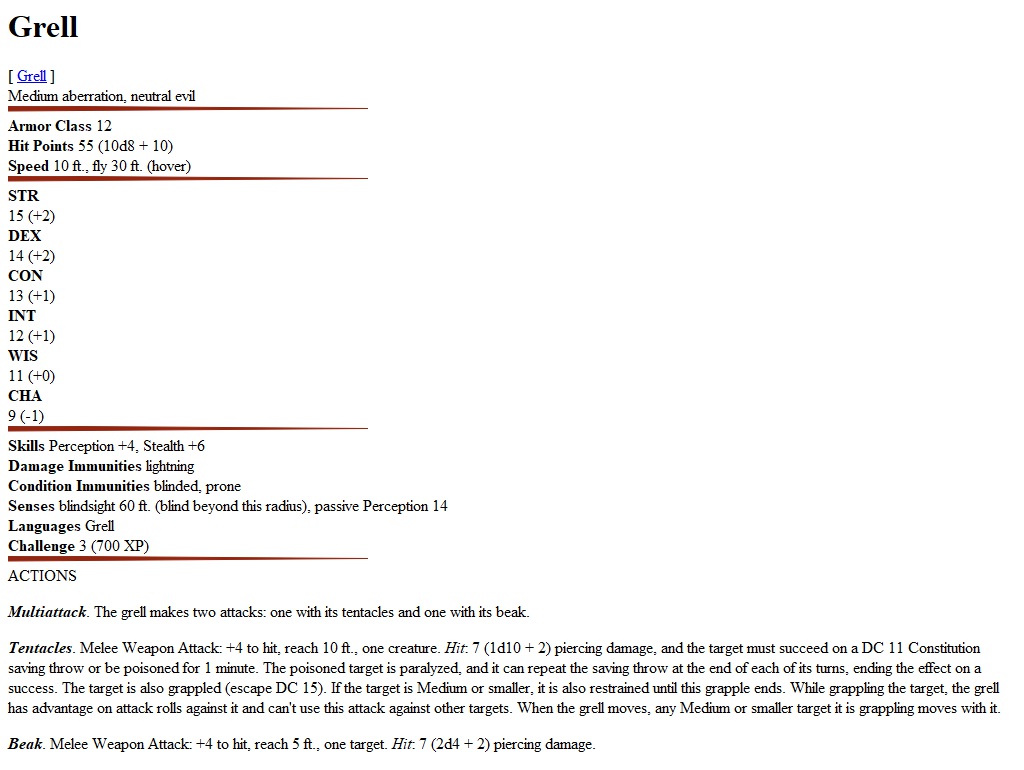 Grell
[ Grell ]
Medium aberration, neutral evil
Armor Class 12
Hit Points 55 (10d8 + 10)
Speed 10 ft., fly 30 ft. (hover)
STR
15 (+2)
DEX
14 (+2)
CON
13 (+1)
INT
12 (+1)
WIS
11 (+0)
CHA
9 (-1)
Skills Perception +4, Stealth +6
Damage Immunities lightning
Condition Immunities blinded, prone
Senses blindsight 60 ft. (blind beyond this radius), passive Perception 14
Languages Grell
Challenge 3 (700 XP)
ACTIONS
Multiattack. The grell makes two attacks: one with its tentacles and one with its beak.
Tentacles. Melee Weapon Attack: +4 to hit, reach 10 ft., one creature. Hit: 7 (1d10 + 2) piercing damage, and the target must succeed on a DC 11 Constitution
saving throw or be poisoned for 1 minute. The poisoned target is paralyzed, and it can repeat the saving throw at the end of each of its turns, ending the effect on a
success. The target is also grappled (escape DC 15). If the target is Medium or smaller, it is also restrained until this grapple ends. While grappling the target, the grell
has advantage on attack rolls against it and can't use this attack against other targets. When the grell moves, any Medium or smaller target it is grappling moves with it.
Beak. Melee Weapon Attack: +4 to hit, reach 5 ft., one target. Hit: 7 (2d4 + 2) piercing damage.